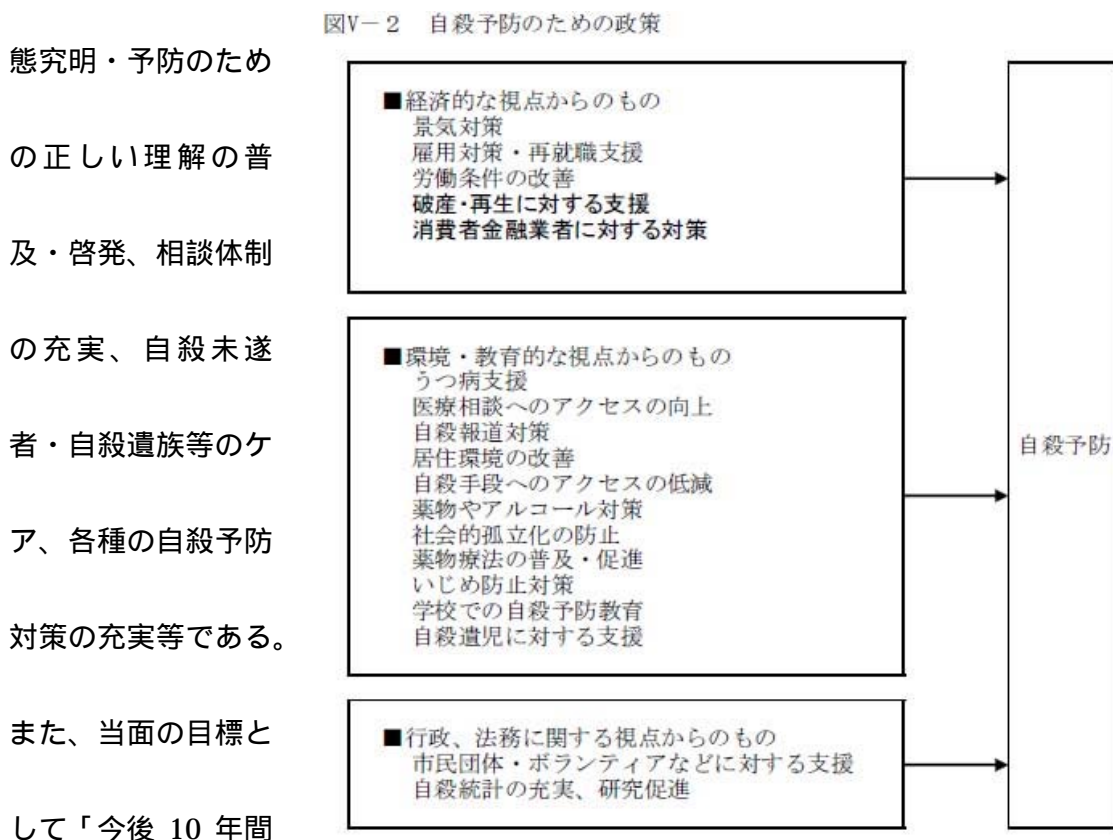 図Ⅴ－２　自殺予防のための政策
態究明・予防のため
の正しい理解の普
及・啓発、相談体制
の充実、自殺未遂
者・自殺遺族等のケ
ア、各種の自殺予防
対策の充実等である。
また、当面の目標と
して「今後 10 年間
■経済的な視点からのもの
景気対策
雇用対策・再就職支援
労働条件の改善
破産・再生に対する支援
消費者金融業者に対する対策
■環境・教育的な視点からのもの
うつ病支援
医療相談へのアクセスの向上
自殺報道対策
居住環境の改善
自殺手段へのアクセスの低減
薬物やアルコール対策
社会的孤立化の防止
薬物療法の普及・促進
いじめ防止対策
学校での自殺予防教育
自殺遺児に対する支援
■行政、法務に関する視点からのもの
市民団体・ボランティアなどに対する支援
自殺統計の充実、研究促進
自殺予防